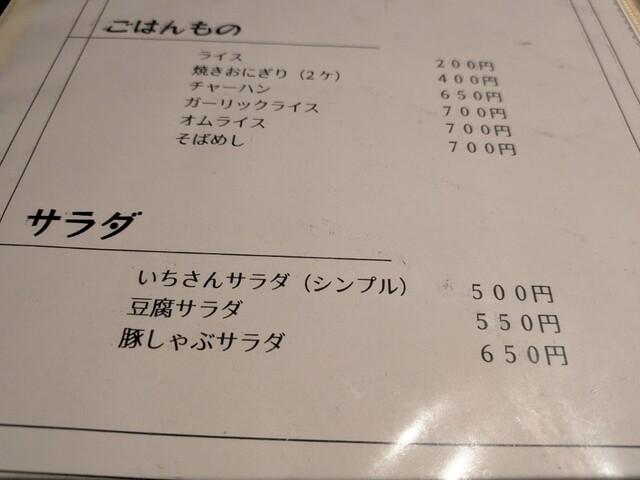 ごはんもの
ライス 200円
焼きおにぎり（2ケ） 400円
チャーハン 650円
ガーリックライス 700円
オムライス 700円
そばめし 700円
サラダ
いちさんサラダ（シンプル） 500円
豆腐サラダ 550円
豚しゃぶサラダ 650円